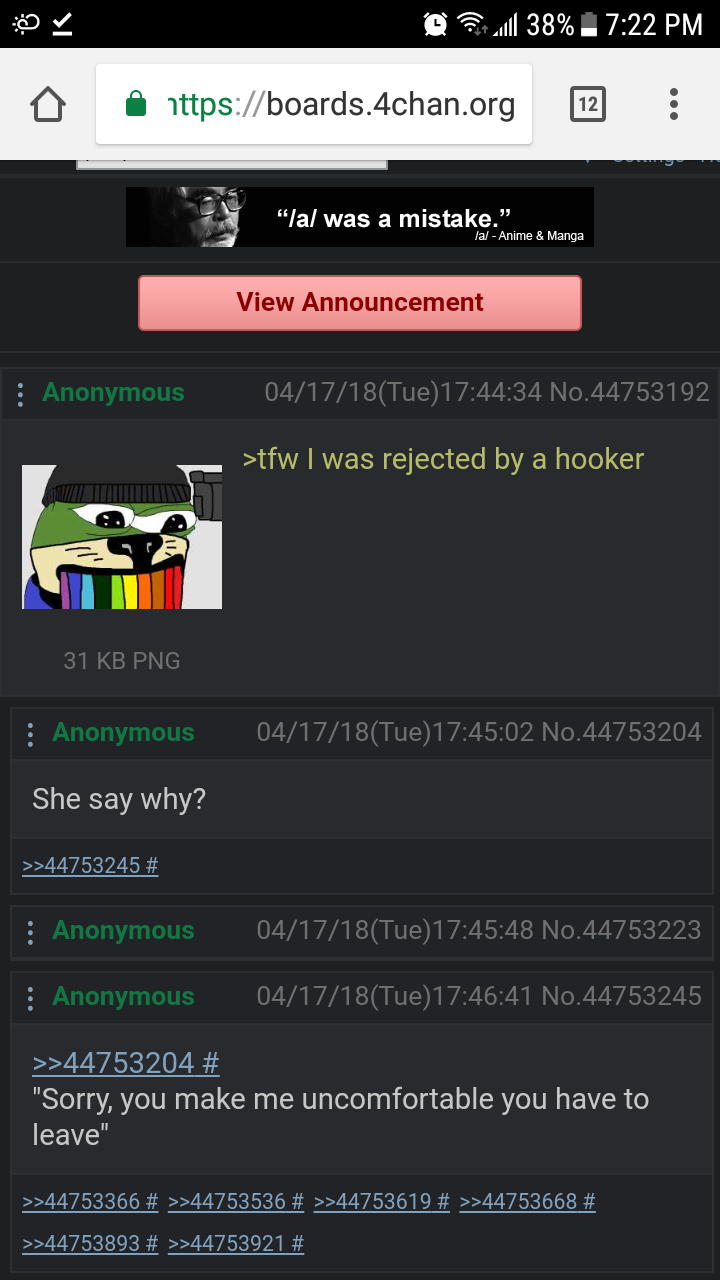 38% 7:22 PM
https://boards.4chan.org 12
“/a/ was a mistake.”
/a/ - Anime & Manga
View Announcement
Anonymous 04/17/18(Tue)17:44:34 No.44753192
>tfw I was rejected by a hooker
31 KB PNG
Anonymous 04/17/18(Tue)17:45:02 No.44753204
She say why?
>>44753245 #
Anonymous 04/17/18(Tue)17:45:48 No.44753223
Anonymous 04/17/18(Tue)17:46:41 No.44753245
>>44753204 #
"Sorry, you make me uncomfortable you have to
leave"
>>44753366 # >>44753536 # >>44753619 # >>44753668 #
>>44753893 # >>44753921 #